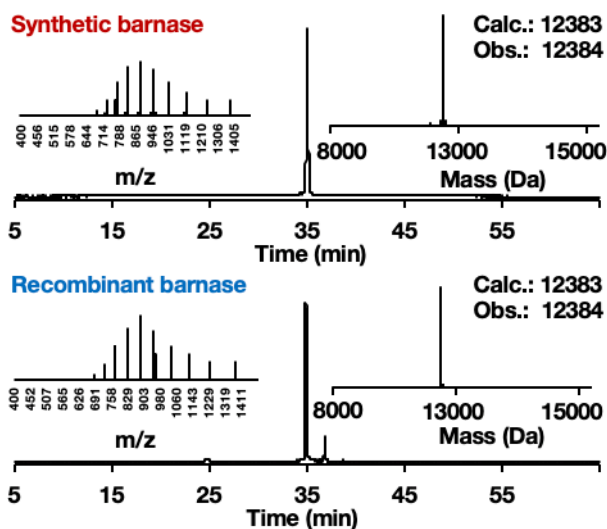 Synthetic barnase
Calc.: 12383
Obs.: 12384
400 456 515 578 644 714 788 865 946 1031 1119 1210 1306 1405
m/z
8000 13000 15000
Mass (Da)
5 15 25 35 45 55
Time (min)
Recombinant barnase
Calc.: 12383
Obs.: 12384
400 452 507 565 626 691 758 829 903 980 1060 1143 1229 1319 1411
m/z
8000 13000 15000
Mass (Da)
5 15 25 35 45 55
Time (min)